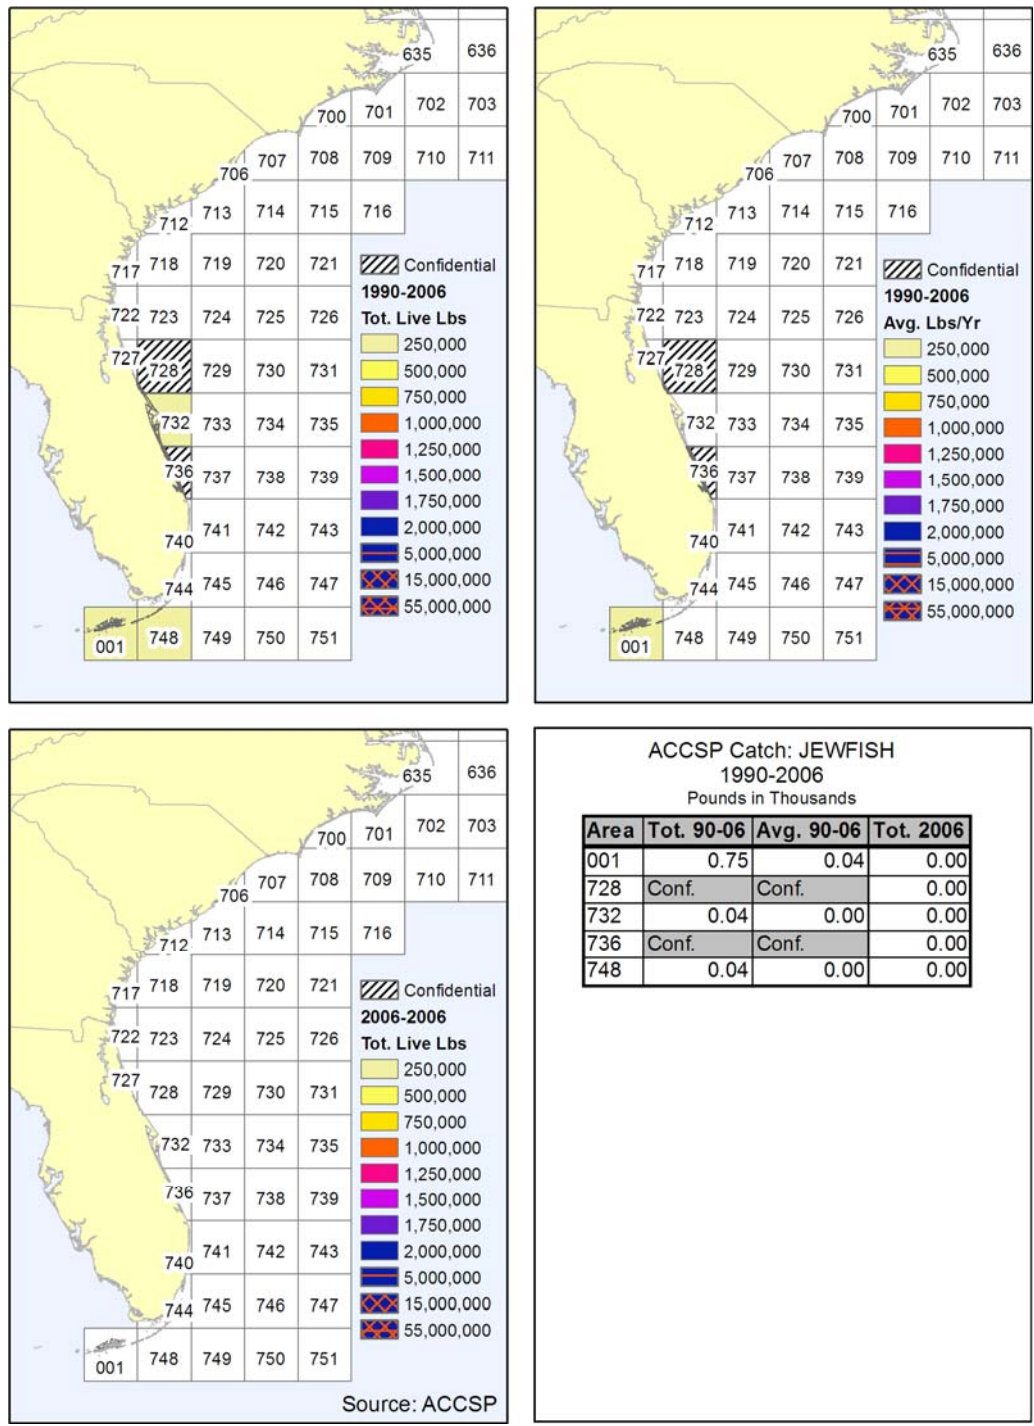 635 636
700 701 702 703
706 707 708 709 710 711
712 713 714 715 716
717 718 719 720 721
722 723 724 725 726
727 728 729 730 731
732 733 734 735
736 737 738 739
740 741 742 743
744 745 746 747
001 748 749 750 751
Confidential
1990-2006
Tot. Live Lbs
250,000
500,000
750,000
1,000,000
1,250,000
1,500,000
1,750,000
2,000,000
5,000,000
15,000,000
55,000,000
635 636
700 701 702 703
706 707 708 709 710 711
712 713 714 715 716
717 718 719 720 721
722 723 724 725 726
727 728 729 730 731
732 733 734 735
736 737 738 739
740 741 742 743
744 745 746 747
001 748 749 750 751
Confidential
1990-2006
Avg. Lbs/Yr
250,000
500,000
750,000
1,000,000
1,250,000
1,500,000
1,750,000
2,000,000
5,000,000
15,000,000
55,000,000
635 636
700 701 702 703
706 707 708 709 710 711
712 713 714 715 716
717 718 719 720 721
722 723 724 725 726
727 728 729 730 731
732 733 734 735
736 737 738 739
740 741 742 743
744 745 746 747
001 748 749 750 751
Confidential
2006-2006
Tot. Live Lbs
250,000
500,000
750,000
1,000,000
1,250,000
1,500,000
1,750,000
2,000,000
5,000,000
15,000,000
55,000,000
Source: ACCSP
ACCSP Catch: JEWFISH
1990-2006
Pounds in Thousands
Area Tot. 90-06 Avg. 90-06 Tot. 2006
001 0.75 0.04 0.00
728 Conf. Conf. 0.00
732 0.04 0.00 0.00
736 Conf. Conf. 0.00
748 0.04 0.00 0.00